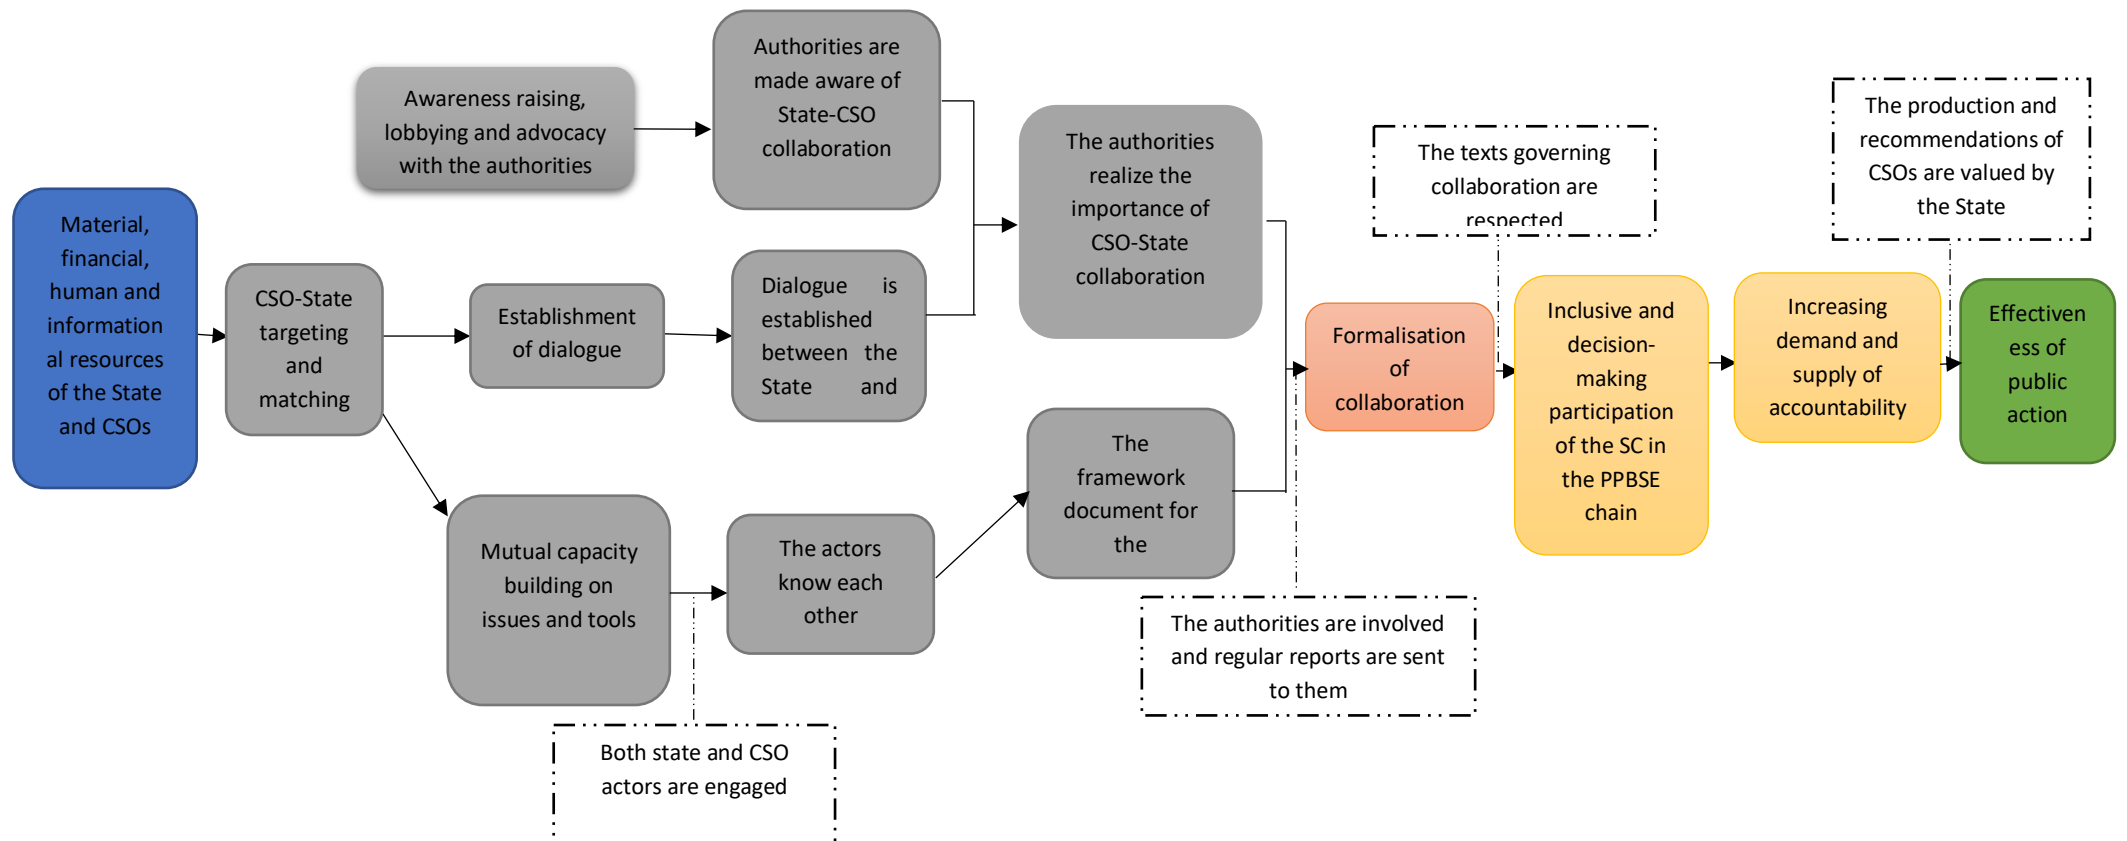 Material,
financial,
human and
information
al resources
of the State
and CSOs
CSO-State
targeting
and
matching
Awareness raising,
lobbying and advocacy
with the authorities
Authorities are
made aware of
State-CSO
collaboration
Establishment
of dialogue
Dialogue is
established
between the
State and
Mutual capacity
building on
issues and tools
The actors
know each
other
Both state and CSO
actors are engaged
The authorities
realize the
importance of
CSO-State
collaboration
The
framework
document for
the
The authorities are involved
and regular reports are sent
to them
Formalisation
of
collaboration
The texts governing
collaboration are
respected
Inclusive and
decision-
making
participation
of the SC in
the PPBSE
chain
Increasing
demand and
supply of
accountability
The production and
recommendations of
CSOs are valued by
the State
Effectiven
ess of
public
action